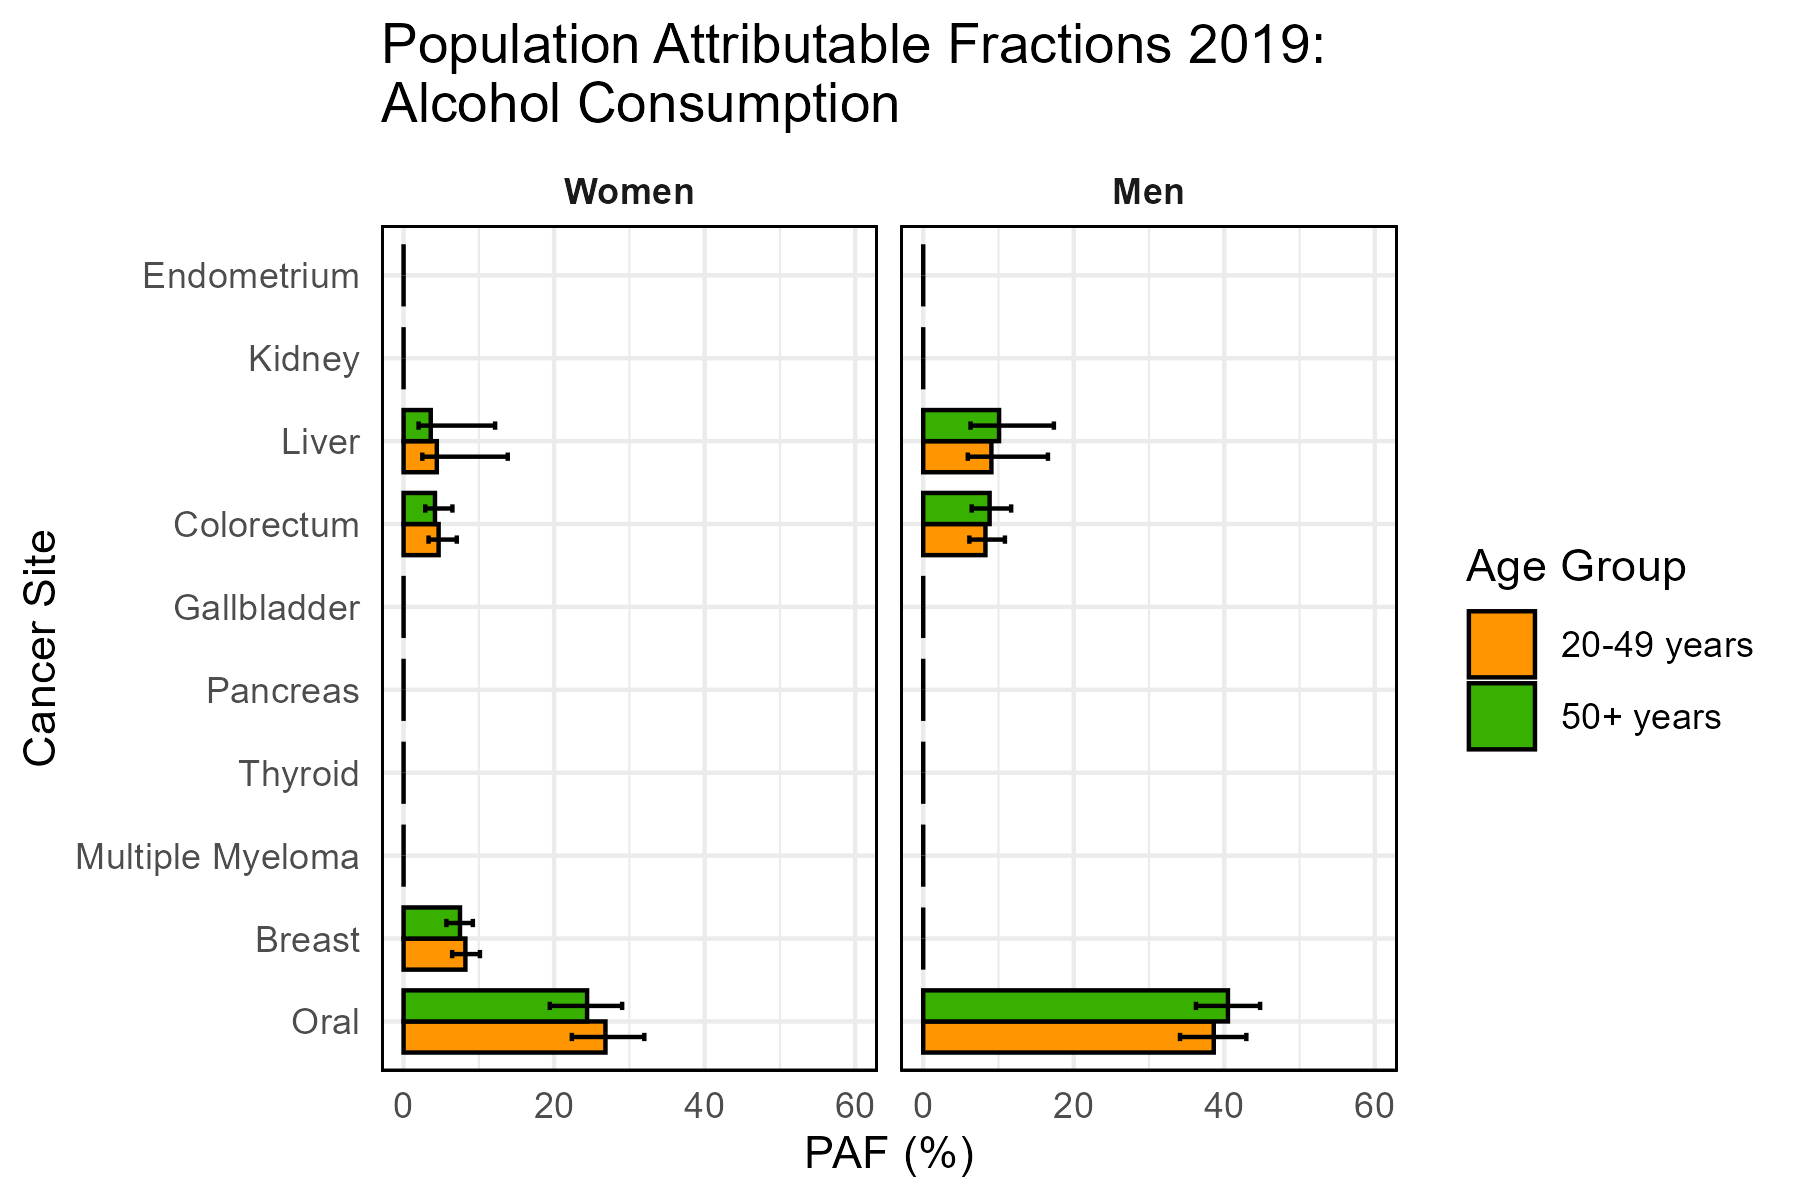 Population Attributable Fractions 2019:
Alcohol Consumption
Women
Men
Cancer Site
Endometrium
Kidney
Liver
Colorectum
Gallbladder
Pancreas
Thyroid
Multiple Myeloma
Breast
Oral
0
20
40
60
0
20
40
60
PAF (%)
Age Group
20-49 years
50+ years